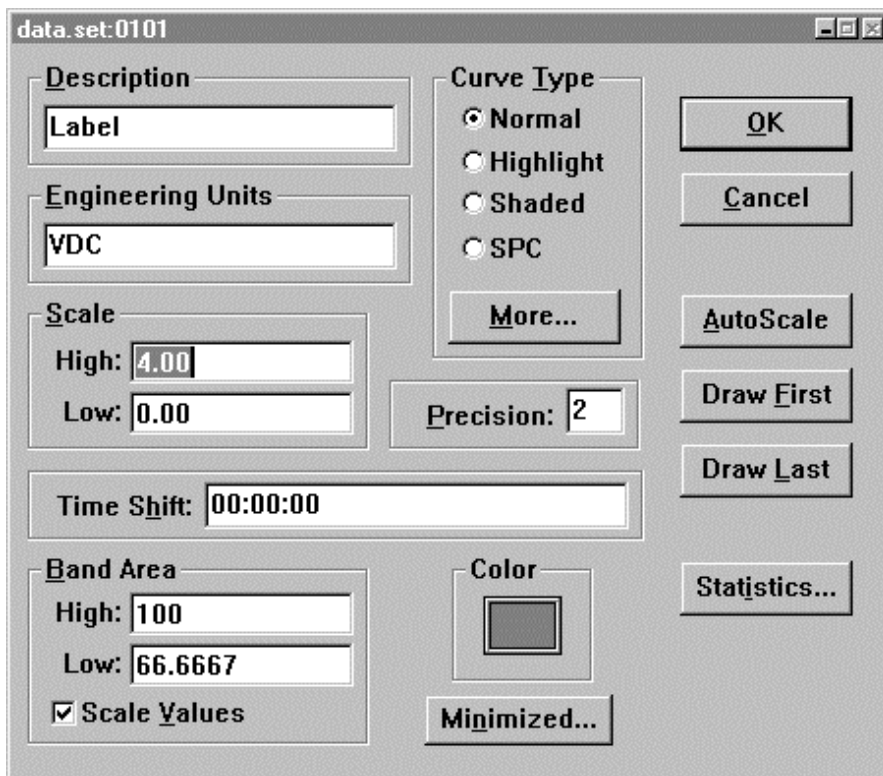 data.set:0101
Description
Label
Engineering Units
VDC
Scale
High: 4.00
Low: 0.00
Curve Type
Normal
Highlight
Shaded
SPC
More...
Precision: 2
Time Shift: 00:00:00
Band Area
High: 100
Low: 66.6667
Scale Values
Color
Minimized...
OK
Cancel
AutoScale
Draw First
Draw Last
Statistics...